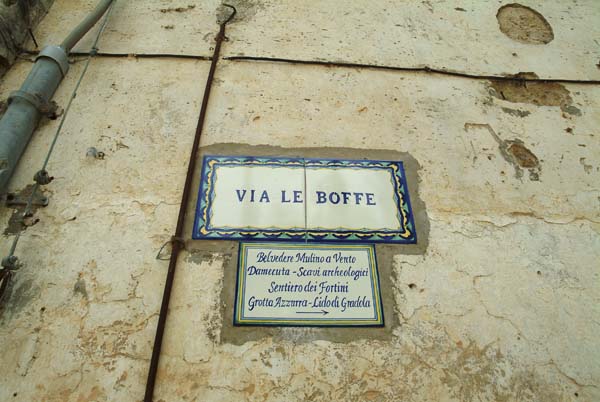 VIA LE BOFFE
Belvedere Mulino a Vento
Damecuta - Scavi archeologici
Sentiero dei Fortini
Grotta Azzurra - Lido di Gradola